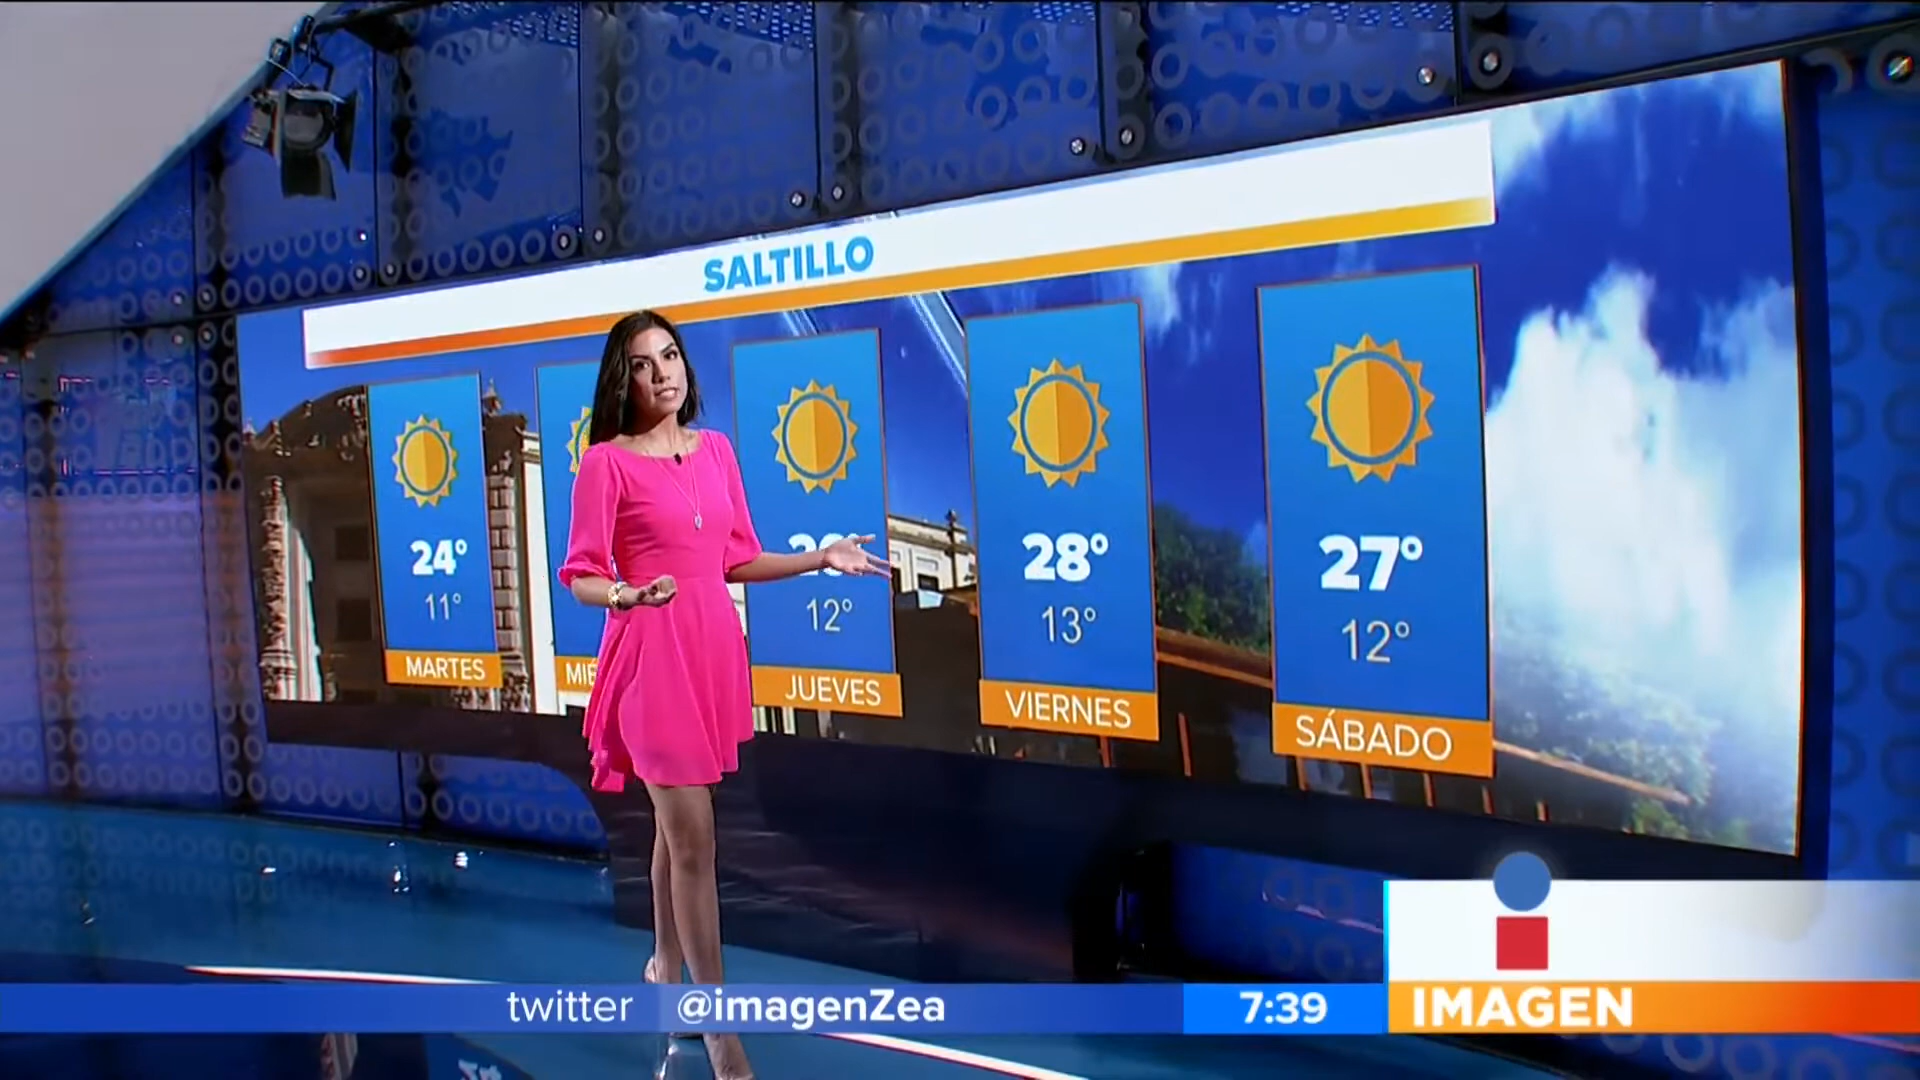 SALTILLO
24°
28°
27°
11°
12°
13°
12°
MARTES
JUEVES
VIERNES
SÁBADO
twitter @imagenZea
7:39
IMAGEN